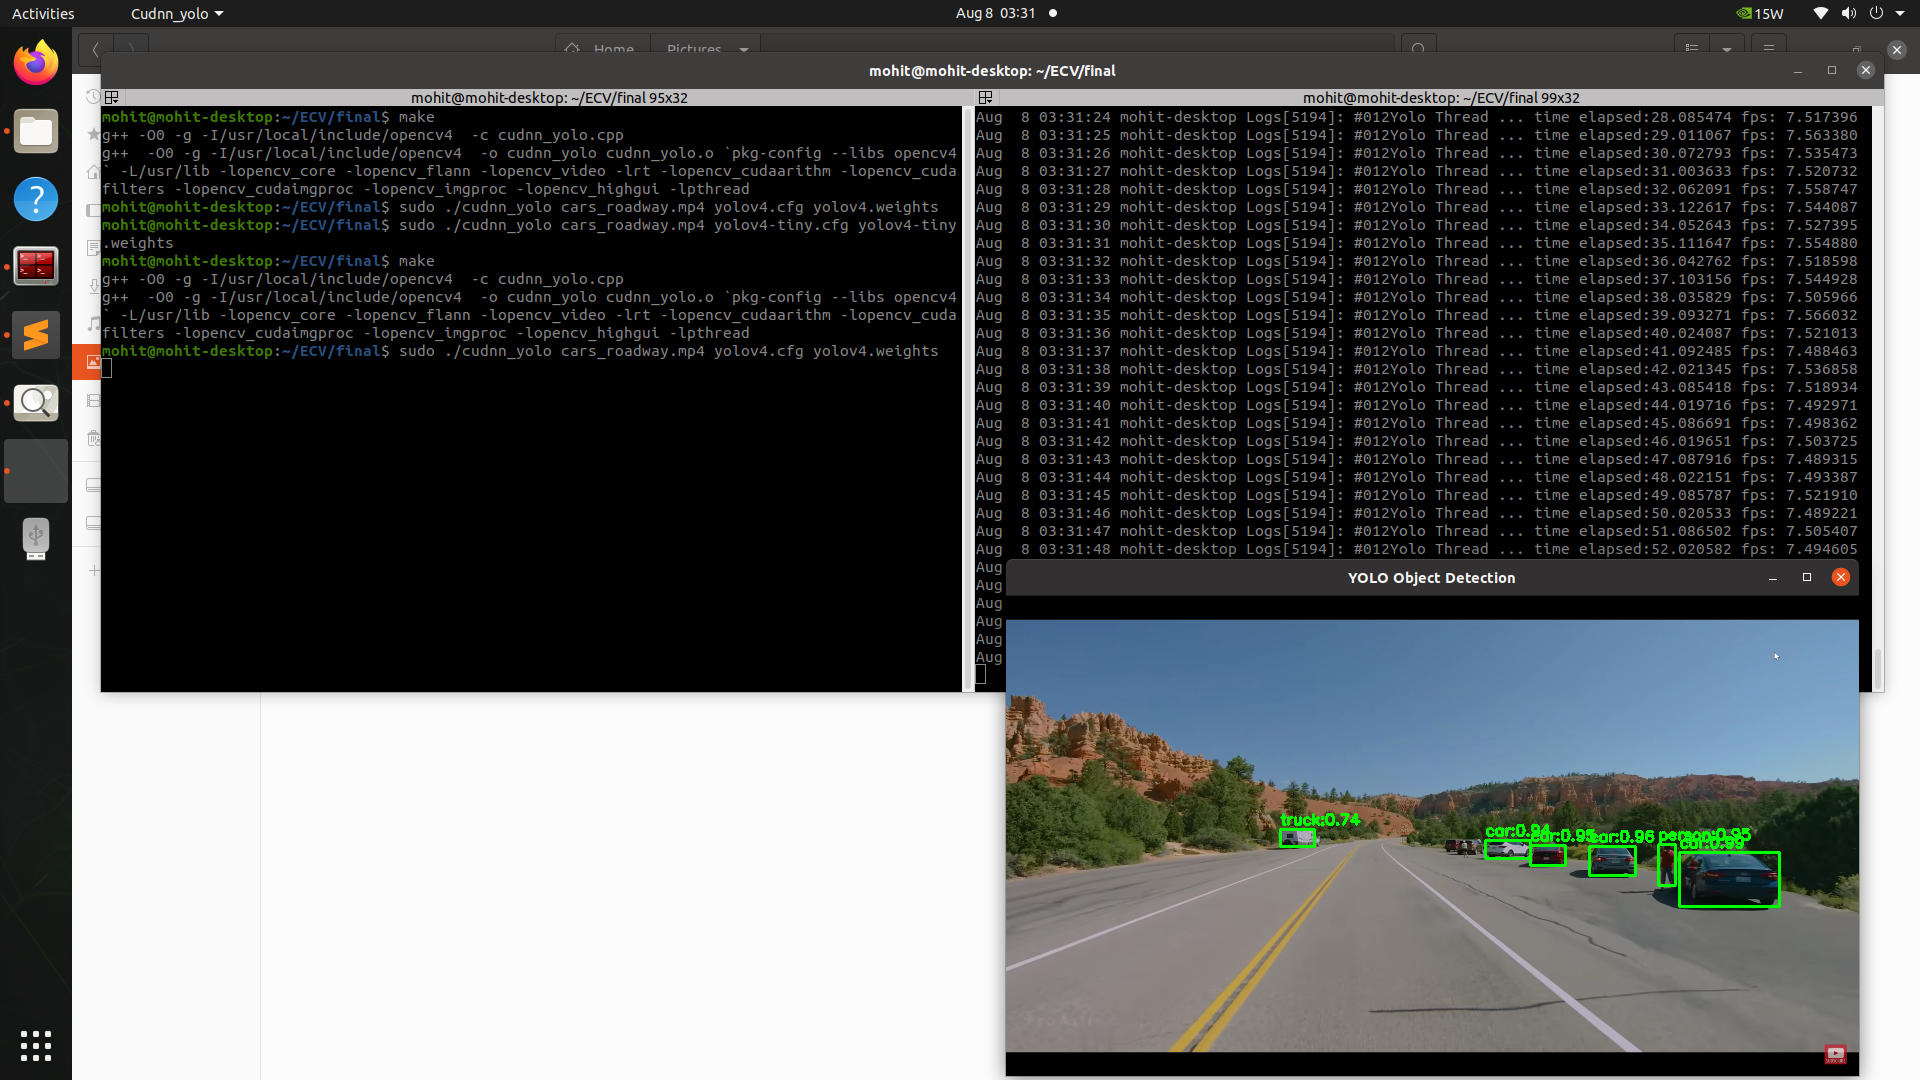 Activities
Cudnn_yolo
Aug 8 03:31
15W
Home
Pictures
mohit@mohit-desktop: ~/ECV/final
mohit@mohit-desktop: ~/ECV/final 95x32
mohit@mohit-desktop:~/ECV/final$ make
g++ -O0 -g -I/usr/local/include/opencv4  -c cudnn_yolo.cpp
g++  -O0 -g -I/usr/local/include/opencv4  -o cudnn_yolo cudnn_yolo.o `pkg-config --libs opencv4
` -L/usr/lib -lopencv_core -lopencv_flann -lopencv_video -lrt -lopencv_cudaarithm -lopencv_cuda
filters -lopencv_cudaimgproc -lopencv_imgproc -lopencv_highgui -lpthread
mohit@mohit-desktop:~/ECV/final$ sudo ./cudnn_yolo cars_roadway.mp4 yolov4.cfg yolov4.weights
mohit@mohit-desktop:~/ECV/final$ sudo ./cudnn_yolo cars_roadway.mp4 yolov4-tiny.cfg yolov4-tiny
.weights
mohit@mohit-desktop:~/ECV/final$ make
g++ -O0 -g -I/usr/local/include/opencv4  -c cudnn_yolo.cpp
g++  -O0 -g -I/usr/local/include/opencv4  -o cudnn_yolo cudnn_yolo.o `pkg-config --libs opencv4
` -L/usr/lib -lopencv_core -lopencv_flann -lopencv_video -lrt -lopencv_cudaarithm -lopencv_cuda
filters -lopencv_cudaimgproc -lopencv_imgproc -lopencv_highgui -lpthread
mohit@mohit-desktop:~/ECV/final$ sudo ./cudnn_yolo cars_roadway.mp4 yolov4.cfg yolov4.weights
mohit@mohit-desktop: ~/ECV/final 99x32
Aug  8 03:31:24 mohit-desktop Logs[5194]: #012Yolo Thread ... time elapsed:28.085474 fps: 7.517396
Aug  8 03:31:25 mohit-desktop Logs[5194]: #012Yolo Thread ... time elapsed:29.011067 fps: 7.563380
Aug  8 03:31:26 mohit-desktop Logs[5194]: #012Yolo Thread ... time elapsed:30.072793 fps: 7.535473
Aug  8 03:31:27 mohit-desktop Logs[5194]: #012Yolo Thread ... time elapsed:31.003633 fps: 7.520732
Aug  8 03:31:28 mohit-desktop Logs[5194]: #012Yolo Thread ... time elapsed:32.062091 fps: 7.558747
Aug  8 03:31:29 mohit-desktop Logs[5194]: #012Yolo Thread ... time elapsed:33.122617 fps: 7.544087
Aug  8 03:31:30 mohit-desktop Logs[5194]: #012Yolo Thread ... time elapsed:34.052643 fps: 7.527395
Aug  8 03:31:31 mohit-desktop Logs[5194]: #012Yolo Thread ... time elapsed:35.111647 fps: 7.554880
Aug  8 03:31:32 mohit-desktop Logs[5194]: #012Yolo Thread ... time elapsed:36.042762 fps: 7.518598
Aug  8 03:31:33 mohit-desktop Logs[5194]: #012Yolo Thread ... time elapsed:37.103156 fps: 7.544928
Aug  8 03:31:34 mohit-desktop Logs[5194]: #012Yolo Thread ... time elapsed:38.035829 fps: 7.505966
Aug  8 03:31:35 mohit-desktop Logs[5194]: #012Yolo Thread ... time elapsed:39.093271 fps: 7.566032
Aug  8 03:31:36 mohit-desktop Logs[5194]: #012Yolo Thread ... time elapsed:40.024087 fps: 7.521013
Aug  8 03:31:37 mohit-desktop Logs[5194]: #012Yolo Thread ... time elapsed:41.092485 fps: 7.488463
Aug  8 03:31:38 mohit-desktop Logs[5194]: #012Yolo Thread ... time elapsed:42.021345 fps: 7.536858
Aug  8 03:31:39 mohit-desktop Logs[5194]: #012Yolo Thread ... time elapsed:43.085418 fps: 7.518934
Aug  8 03:31:40 mohit-desktop Logs[5194]: #012Yolo Thread ... time elapsed:44.019716 fps: 7.492971
Aug  8 03:31:41 mohit-desktop Logs[5194]: #012Yolo Thread ... time elapsed:45.086691 fps: 7.498362
Aug  8 03:31:42 mohit-desktop Logs[5194]: #012Yolo Thread ... time elapsed:46.019651 fps: 7.503725
Aug  8 03:31:43 mohit-desktop Logs[5194]: #012Yolo Thread ... time elapsed:47.087916 fps: 7.489315
Aug  8 03:31:44 mohit-desktop Logs[5194]: #012Yolo Thread ... time elapsed:48.022151 fps: 7.493387
Aug  8 03:31:45 mohit-desktop Logs[5194]: #012Yolo Thread ... time elapsed:49.085787 fps: 7.521910
Aug  8 03:31:46 mohit-desktop Logs[5194]: #012Yolo Thread ... time elapsed:50.020533 fps: 7.489221
Aug  8 03:31:47 mohit-desktop Logs[5194]: #012Yolo Thread ... time elapsed:51.086502 fps: 7.505407
Aug  8 03:31:48 mohit-desktop Logs[5194]: #012Yolo Thread ... time elapsed:52.020582 fps: 7.494605
Aug
Aug
Aug
Aug
Aug
Aug
YOLO Object Detection
truck:0.74
car:0.94
car:0.95
car:0.96
person:0.95
car:0.99